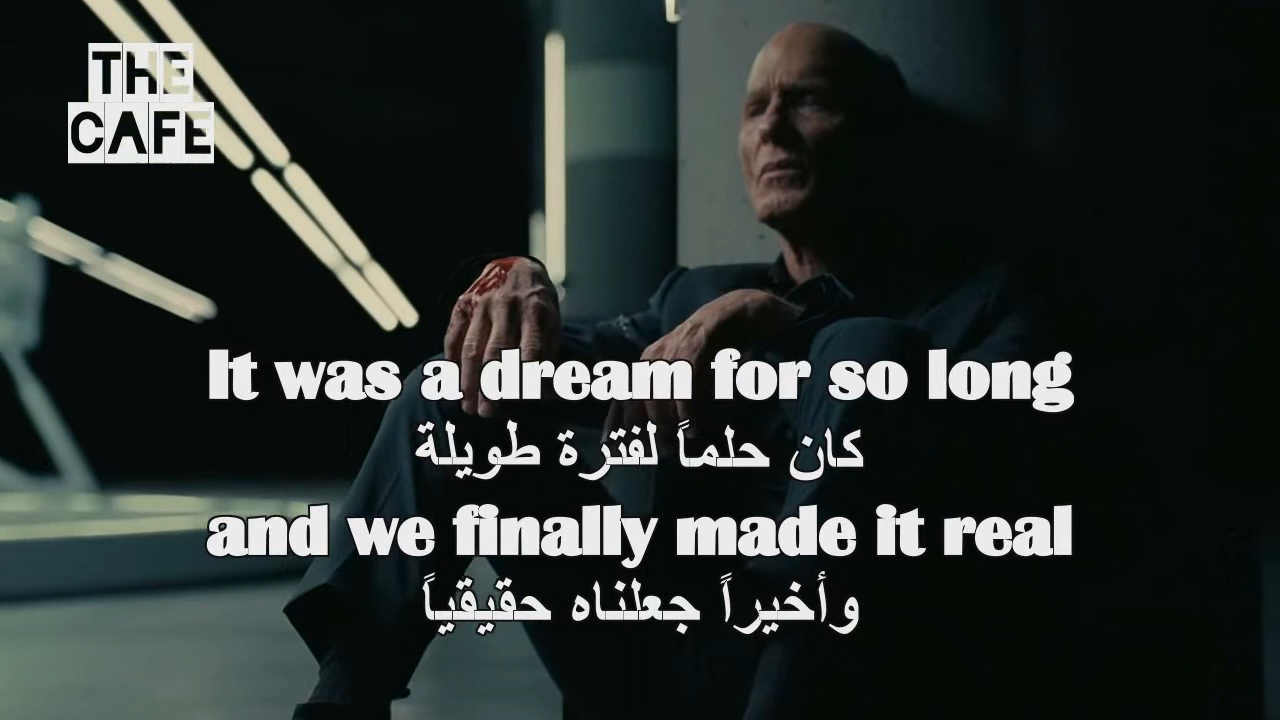 THE
CAFE
It was a dream for so long
كان حلماً لفترة طويلة
and we finally made it real
وأخيراً جعلناه حقيقياً